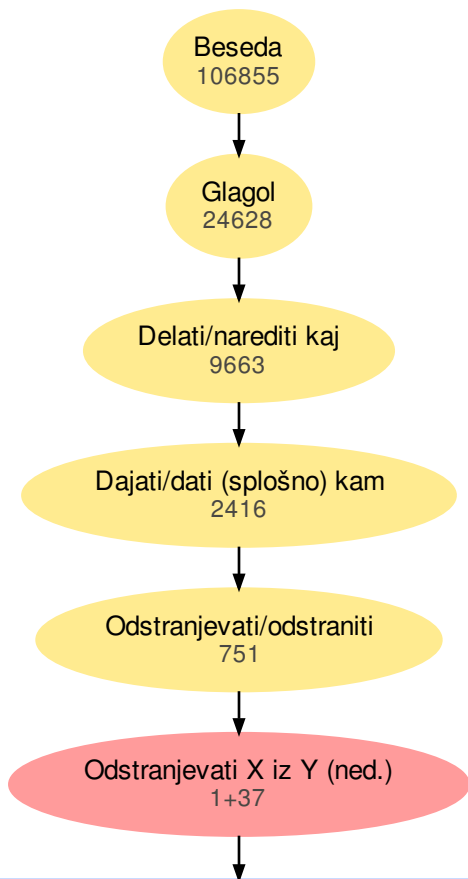 Beseda
106855
Glagol
24628
Delati/narediti kaj
9663
Dajati/dati (splošno) kam
2416
Odstranjevati/odstraniti
751
Odstranjevati X iz Y (ned.)
1+37